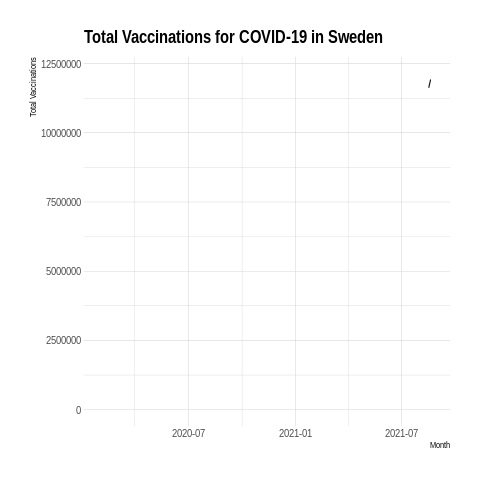 Total Vaccinations for COVID-19 in Sweden
Total Vaccinations
12500000
10000000
7500000
5000000
2500000
0
2020-07 2021-01 2021-07
Month